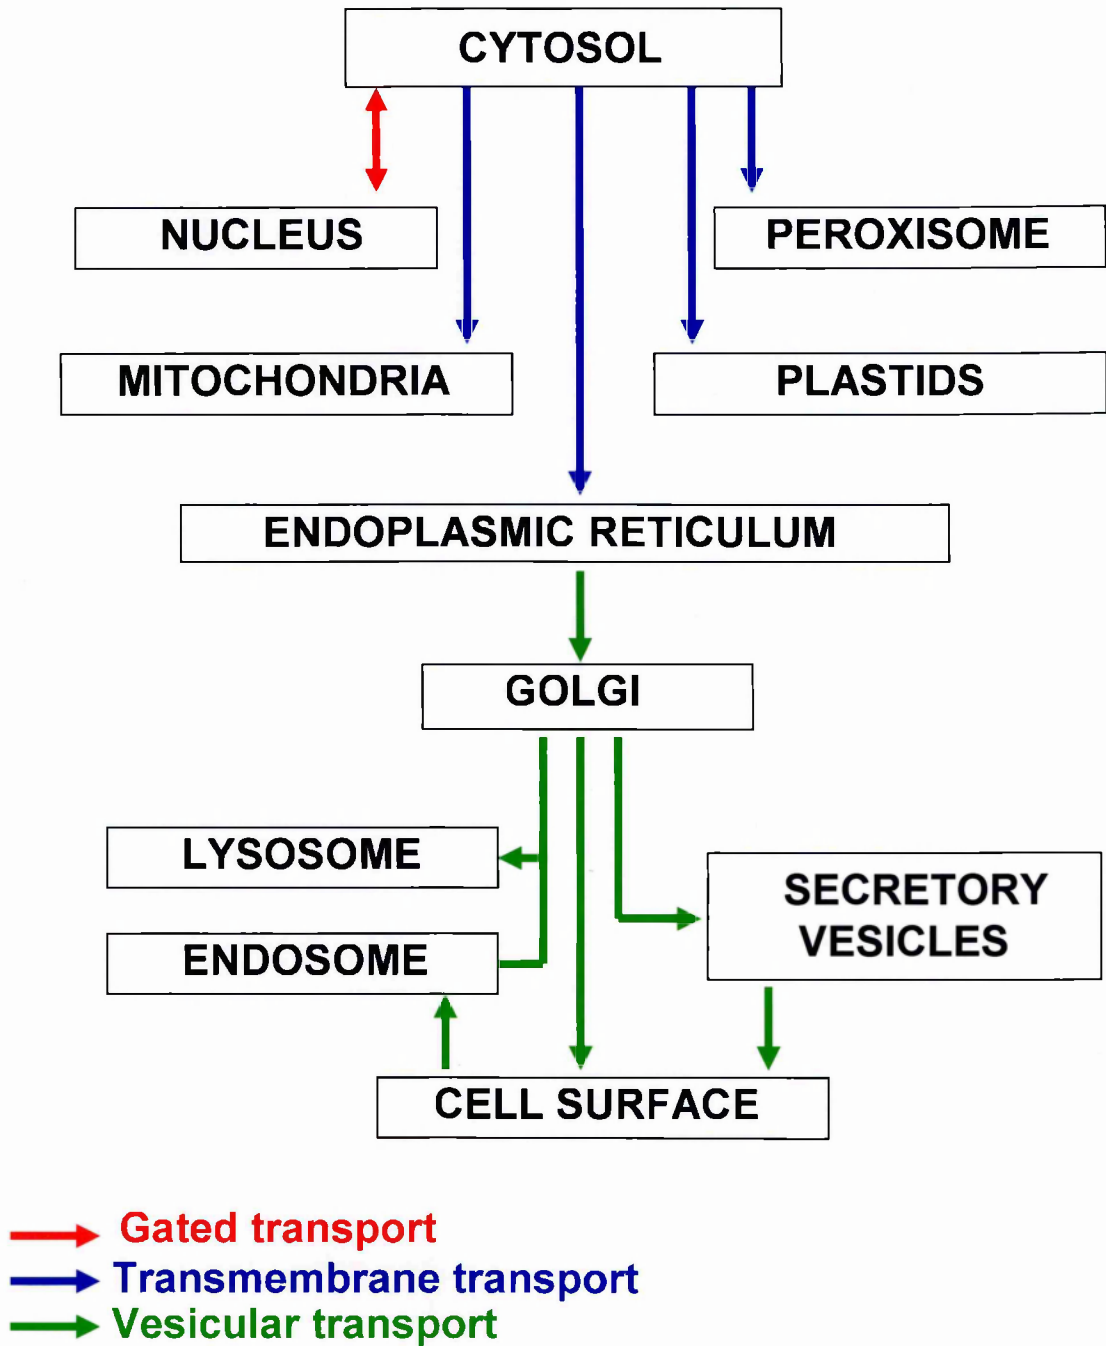 CYTOSOL
NUCLEUS
PEROXISOME
MITOCHONDRIA
PLASTIDS
ENDOPLASMIC RETICULUM
GOLGI
LYSOSOME
SECRETORY
VESICLES
ENDOSOME
CELL SURFACE
Gated transport
Transmembrane transport
Vesicular transport